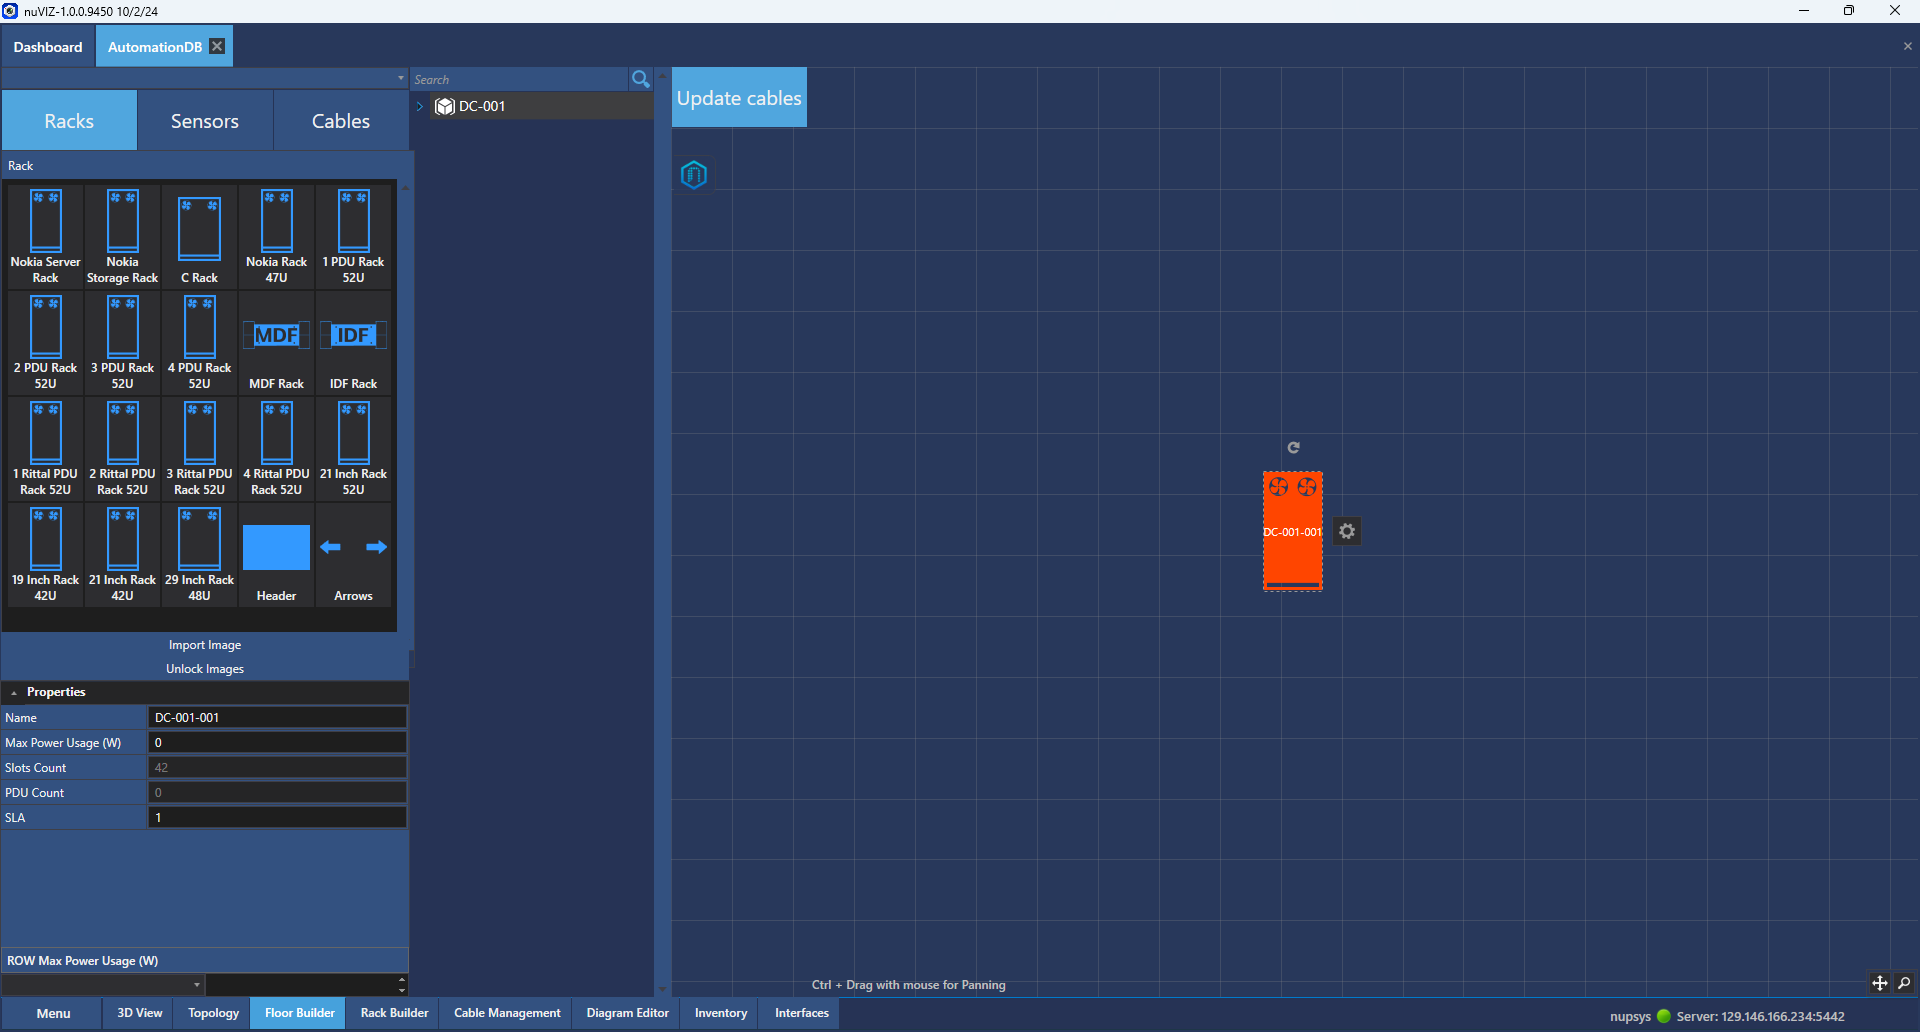 nuVIZ-1.0.0.9450 10/2/24
Dashboard
AutomationDB
Search
DC-001
Racks
Sensors
Cables
Update cables
Rack
Nokia Server
Rack
Nokia
Storage Rack
C Rack
Nokia Rack
47U
1 PDU Rack
52U
2 PDU Rack
52U
3 PDU Rack
52U
4 PDU Rack
52U
MDF
MDF Rack
IDF
IDF Rack
1 Rittal PDU
Rack 52U
2 Rittal PDU
Rack 52U
3 Rittal PDU
Rack 52U
4 Rittal PDU
Rack 52U
21 Inch Rack
52U
19 Inch Rack
42U
21 Inch Rack
42U
29 Inch Rack
48U
Header
Arrows
Import Image
Unlock Images
Properties
Name DC-001-001
Max Power Usage (W) 0
Slots Count 42
PDU Count 0
SLA 1
ROW Max Power Usage (W)
DC-001-001
Ctrl + Drag with mouse for Panning
Menu
3D View
Topology
Floor Builder
Rack Builder
Cable Management
Diagram Editor
Inventory
Interfaces
nupsys Server: 129.146.166.234:5442